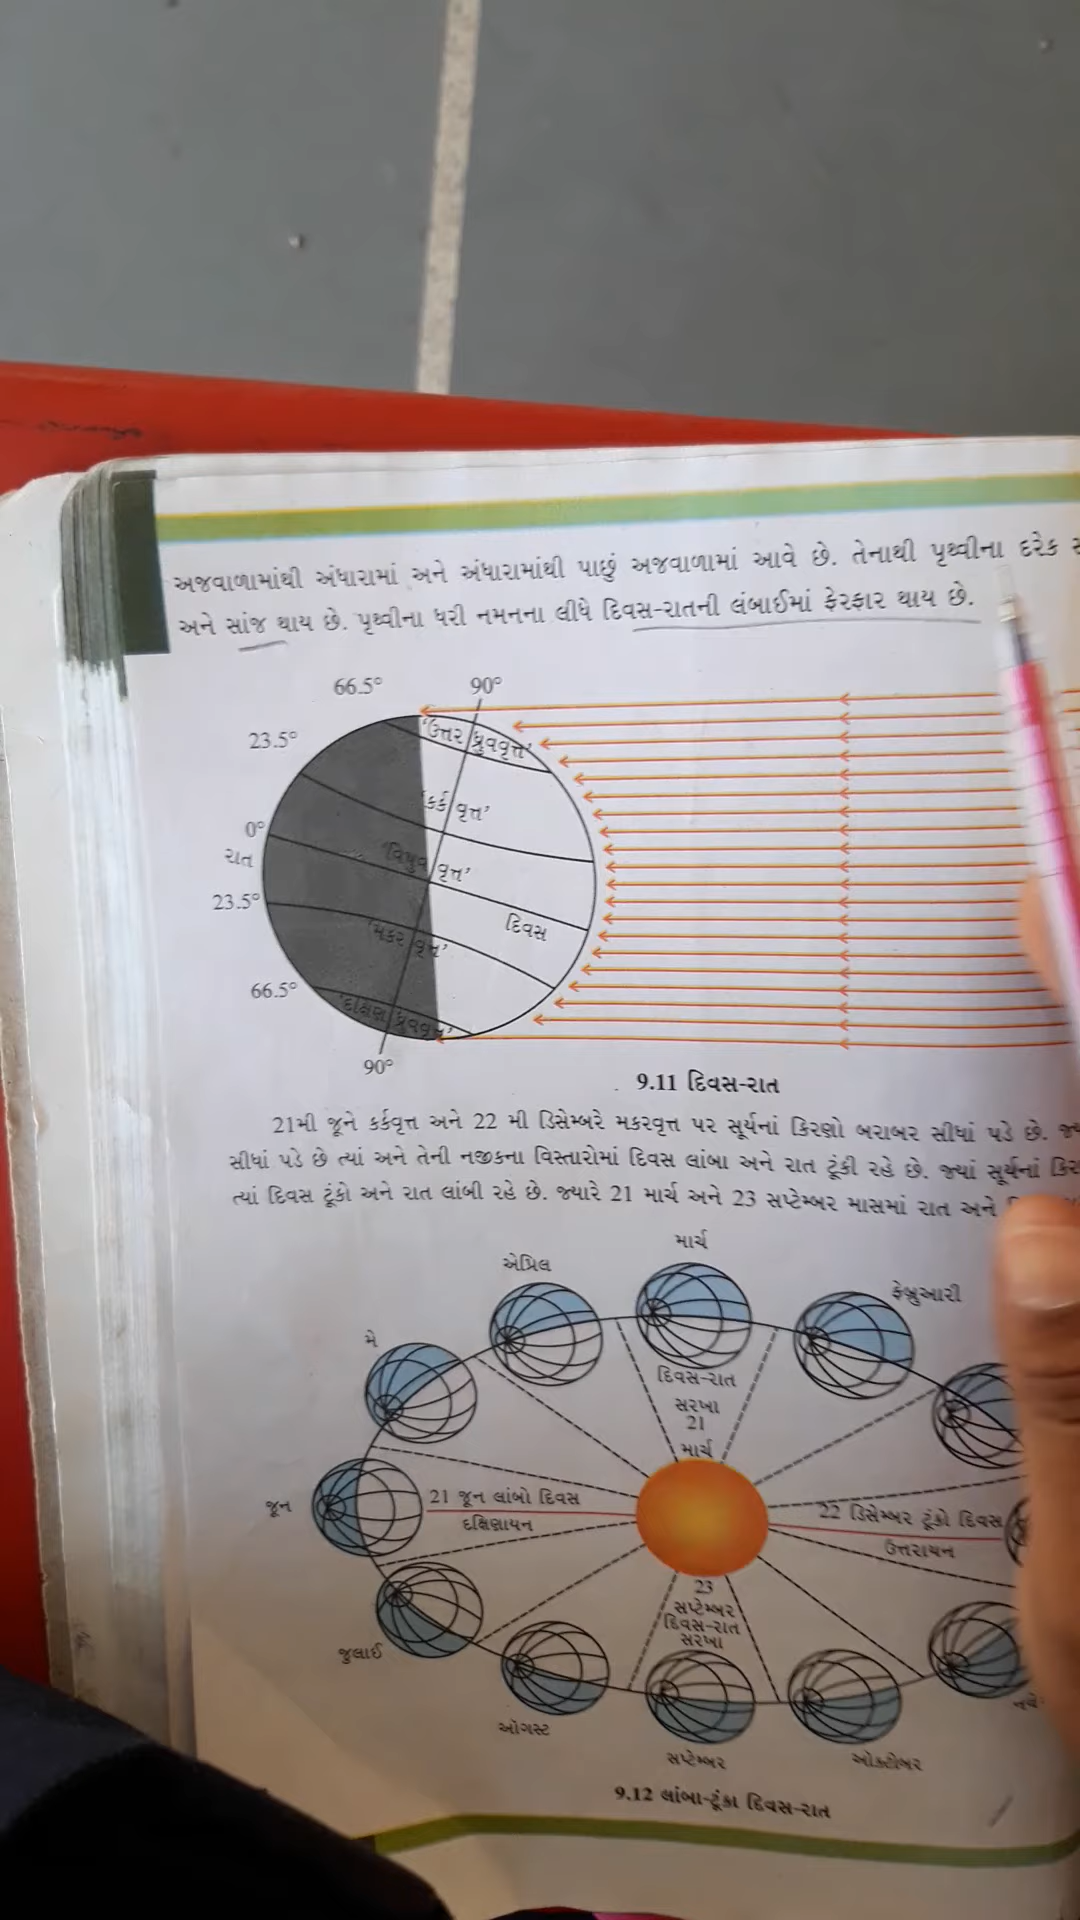 અજવાળામાંથી અંધારામાં અને અંધારામાંથી પાછું અજવાળામાં આવે છે. તેનાથી પૃથ્વીના દરેક
અને સાંજ થાય છે. પૃથ્વીના ધરી નમનના લીધે દિવસ-રાતની લંબાઈમાં ફેરફાર થાય છે.
66.5° 90°
'ઉત્તર ધ્રુવવૃત્ત'
23.5°
'કર્ક વૃત્ત'
0°
રાત
'વિષુવ વૃત્ત'
23.5°
દિવસ
'મકર વૃત્ત'
66.5°
'દક્ષિણ ધ્રુવવૃત્ત'
90°
9.11 દિવસ-રાત
21મી જૂને કર્કવૃત્ત અને 22 મી ડિસેમ્બરે મકરવૃત્ત પર સૂર્યનાં કિરણો બરાબર સીધાં પડે છે.
સીધાં પડે છે ત્યાં અને તેની નજીકના વિસ્તારોમાં દિવસ લાંબા અને રાત ટૂંકી રહે છે. જ્યાં સૂર્યનાં
ત્યાં દિવસ ટૂંકો અને રાત લાંબી રહે છે. જ્યારે 21 માર્ચ અને 23 સપ્ટેમ્બર માસમાં રાત અને
માર્ચ
એપ્રિલ
ફેબ્રુઆરી
મે
દિવસ-રાત
સરખા
21
માર્ચ
જૂન
21 જૂન લાંબો દિવસ
દક્ષિણાયન
22 ડિસેમ્બર ટૂંકો દિવસ
ઉત્તરાયન
23
સપ્ટેમ્બર
દિવસ-રાત
સરખા
જુલાઈ
ઑગસ્ટ
સપ્ટેમ્બર
ઓક્ટોબર
9.12 લાંબા-ટૂંકા દિવસ-રાત